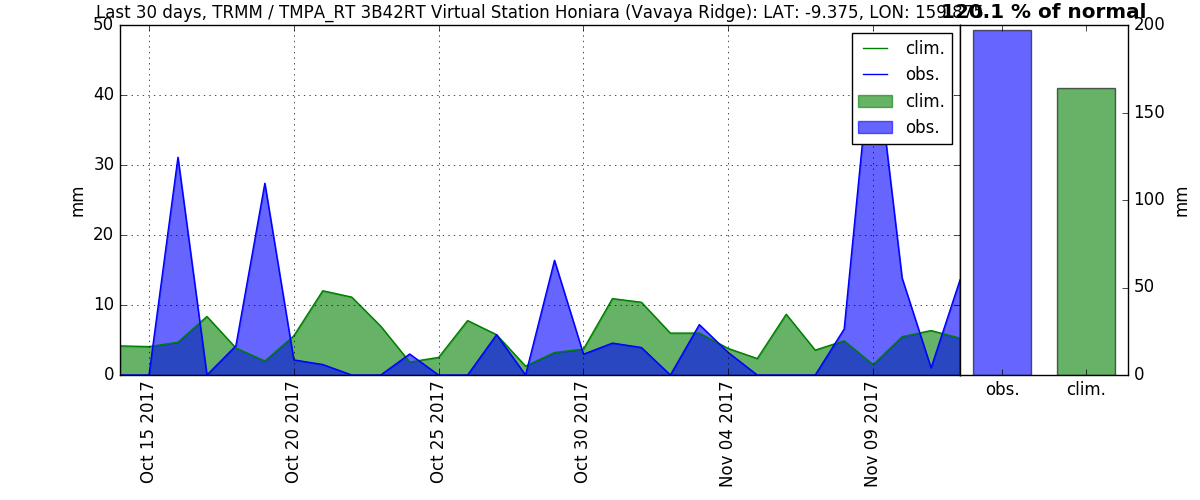 Last 30 days, TRMM / TMPA_RT 3B42RT Virtual Station Honiara (Vavaya Ridge): LAT: -9.375, LON:
120.1 % of normal
50
40
30
20
10
0
mm
clim.
obs.
clim.
obs.
200
150
100
50
0
mm
Oct 15 2017
Oct 20 2017
Oct 25 2017
Oct 30 2017
Nov 04 2017
Nov 09 2017
obs.
clim.